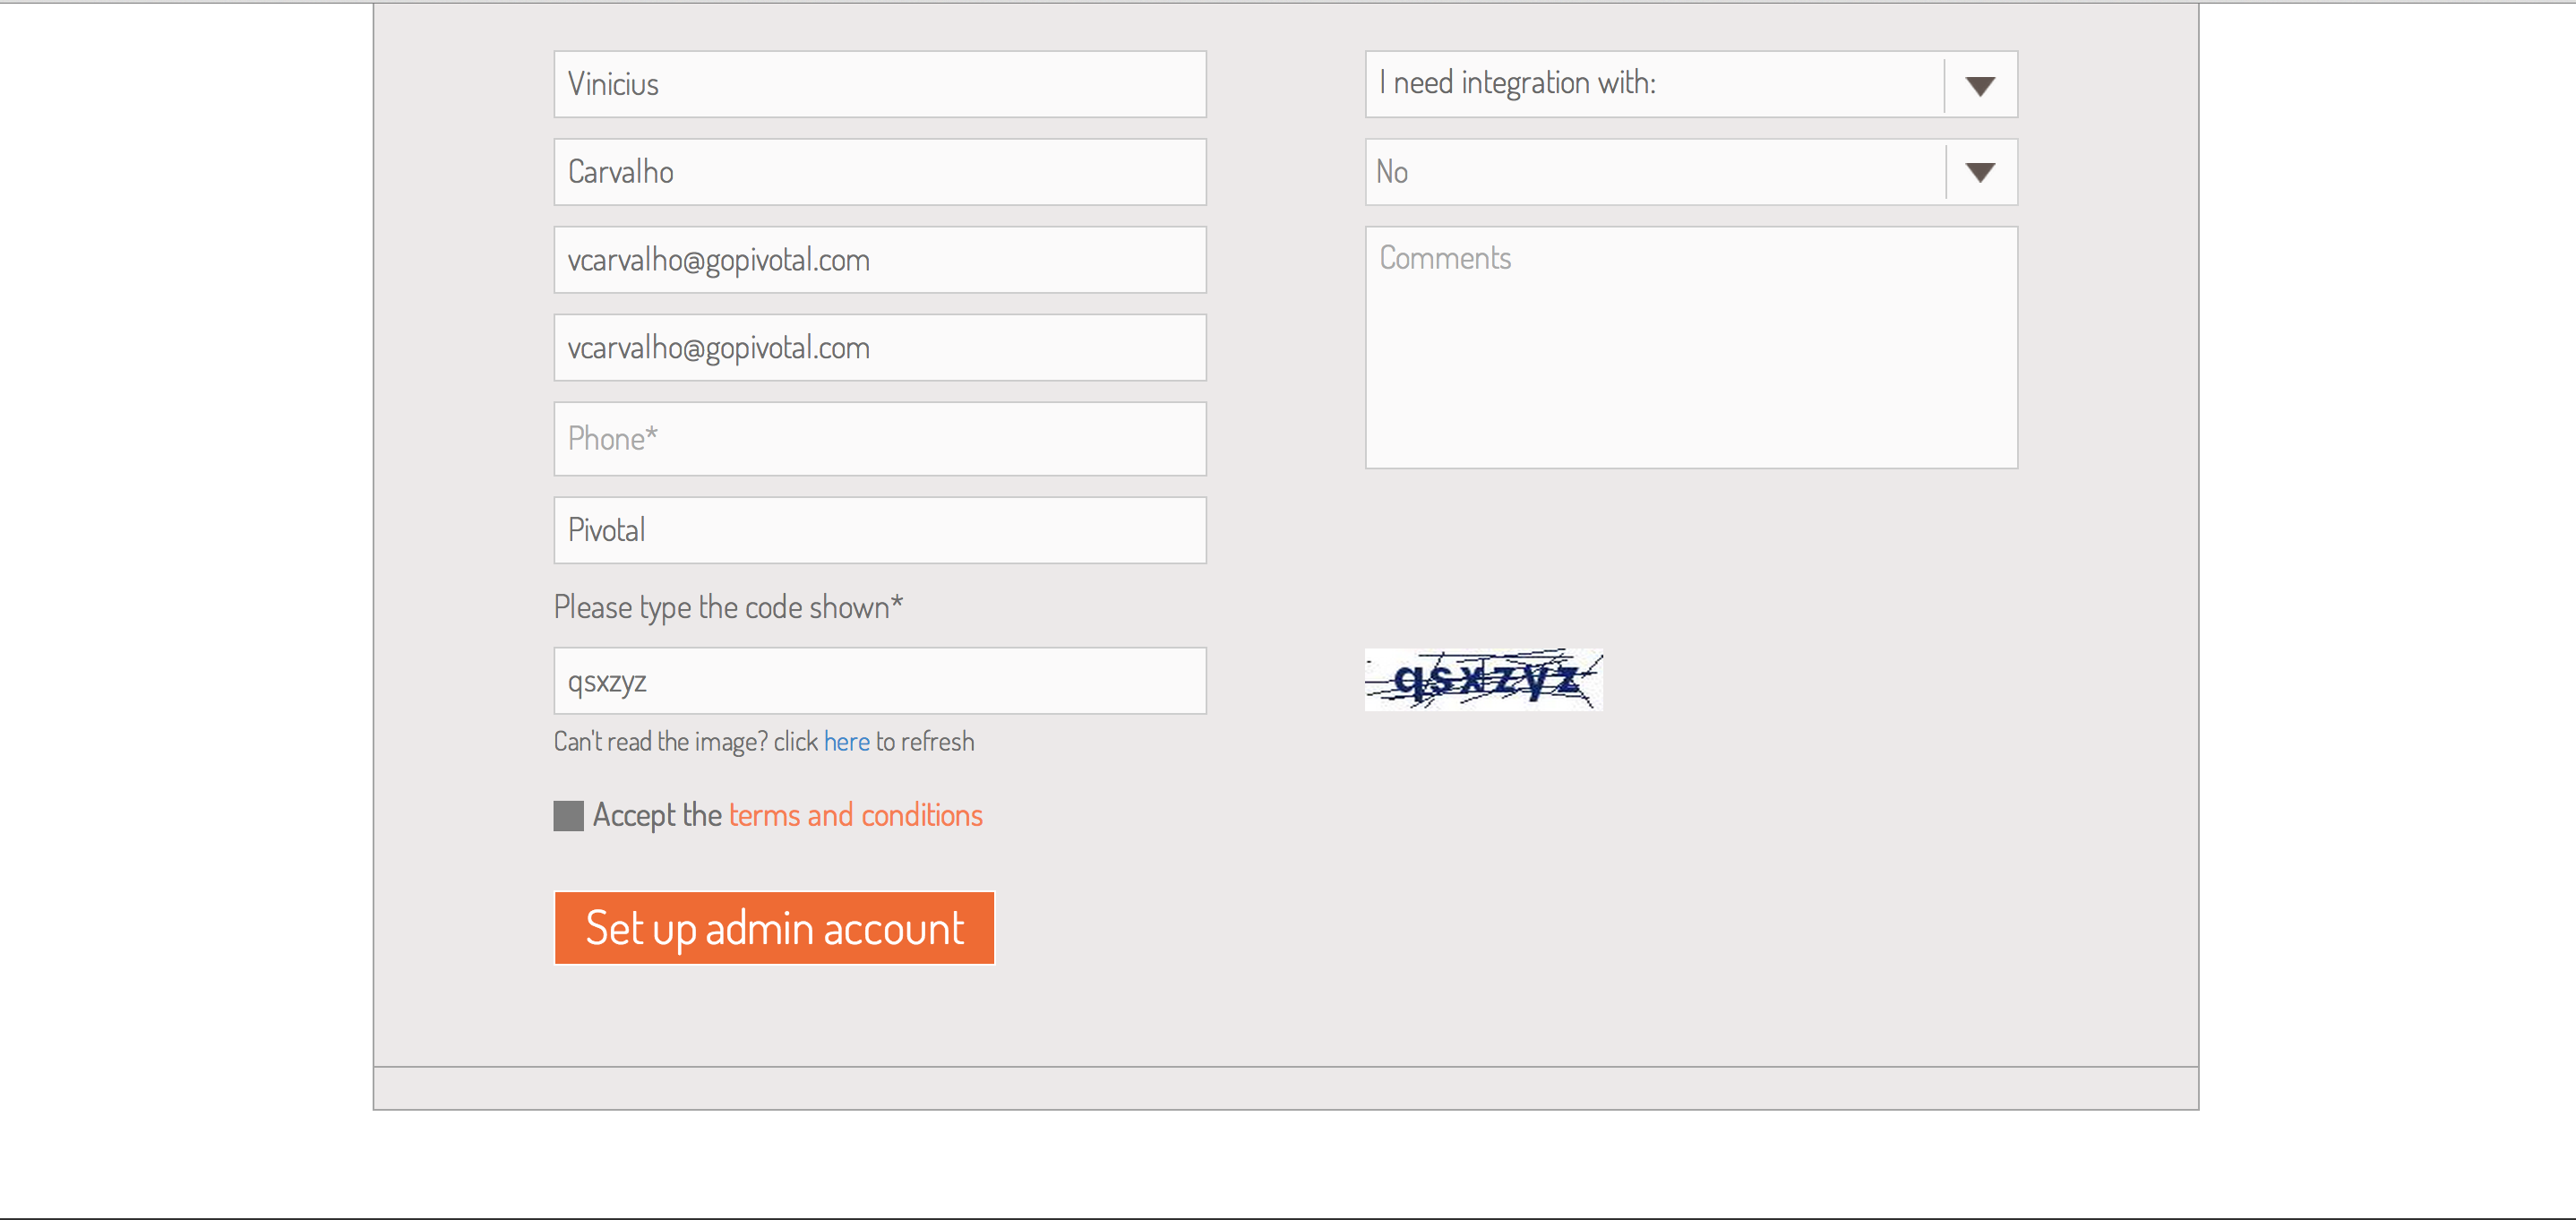 Vinicius
Carvalho
vcarvalho@gopivotal.com
vcarvalho@gopivotal.com
Phone*
Pivotal
Please type the code shown*
qsxzyz
Can't read the image? click here to refresh
Accept the terms and conditions
Set up admin account
I need integration with:
No
Comments
qsxzyz